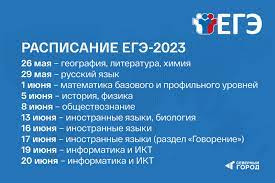 ЕГЭ
РАСПИСАНИЕ ЕГЭ-2023
26 мая – география, литература, химия
29 мая – русский язык
1 июня – математика базового и профильного уровней
5 июня – история, физика
8 июня – обществознание
13 июня – иностранные языки, биология
16 июня – иностранные языки
17 июня – иностранные языки (раздел «Говорение»)
19 июня – информатика и ИКТ
20 июня – информатика и ИКТ
СЕВЕРНЫЙ
ГОРОД